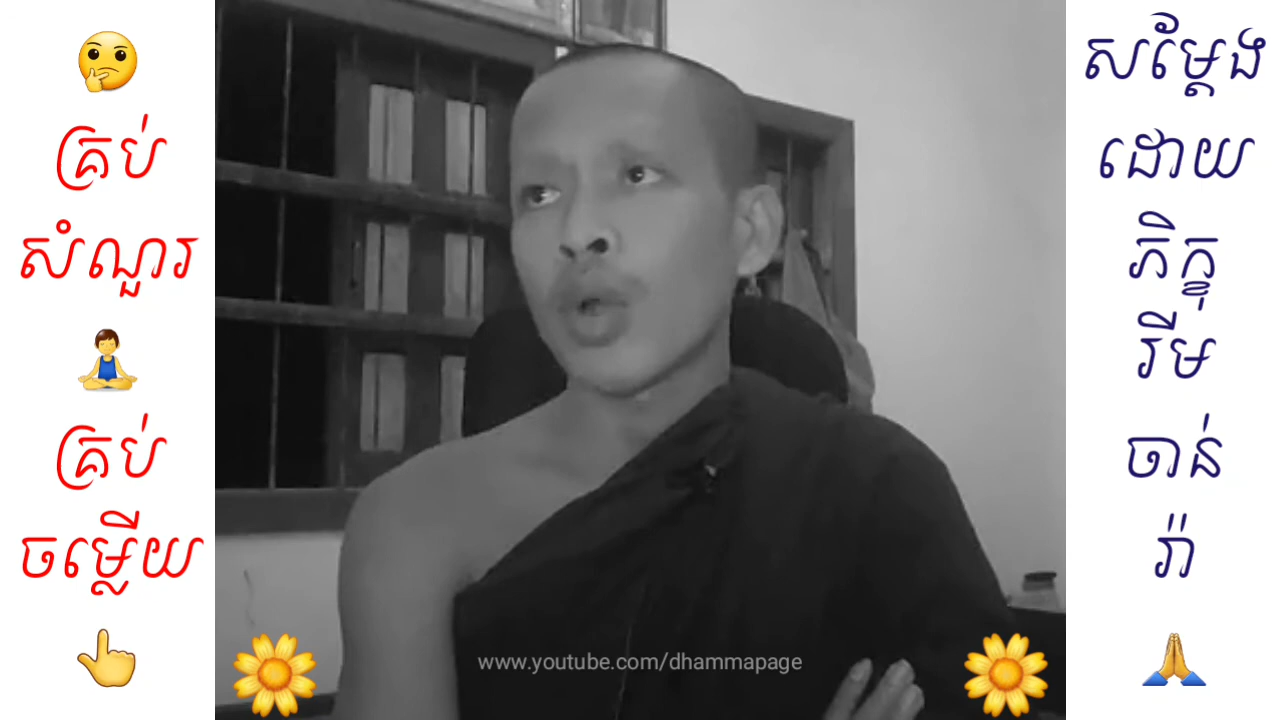 គ្រប់
សំណួរ
គ្រប់
ចម្លើយ
សម្ដែង
ដោយ
ភិក្ខុ
រីម
ចាន់
រ៉ា
www.youtube.com/dhammapage